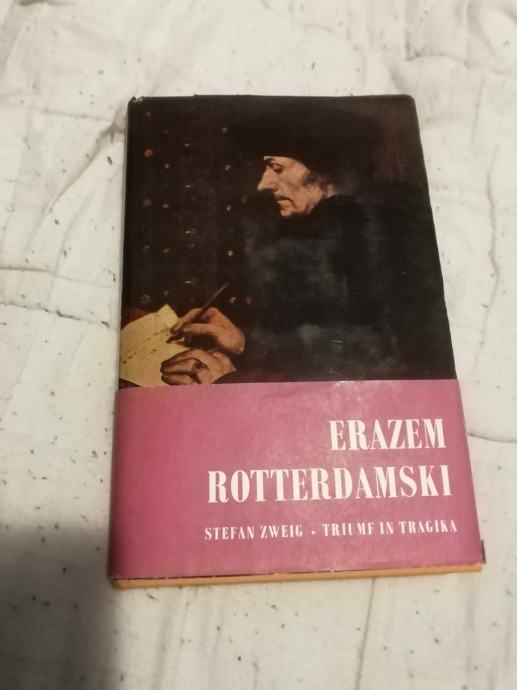 ERAZEM
ROTTERDAMSKI
STEFAN ZWEIG • TRIUMF IN TRAGIKA